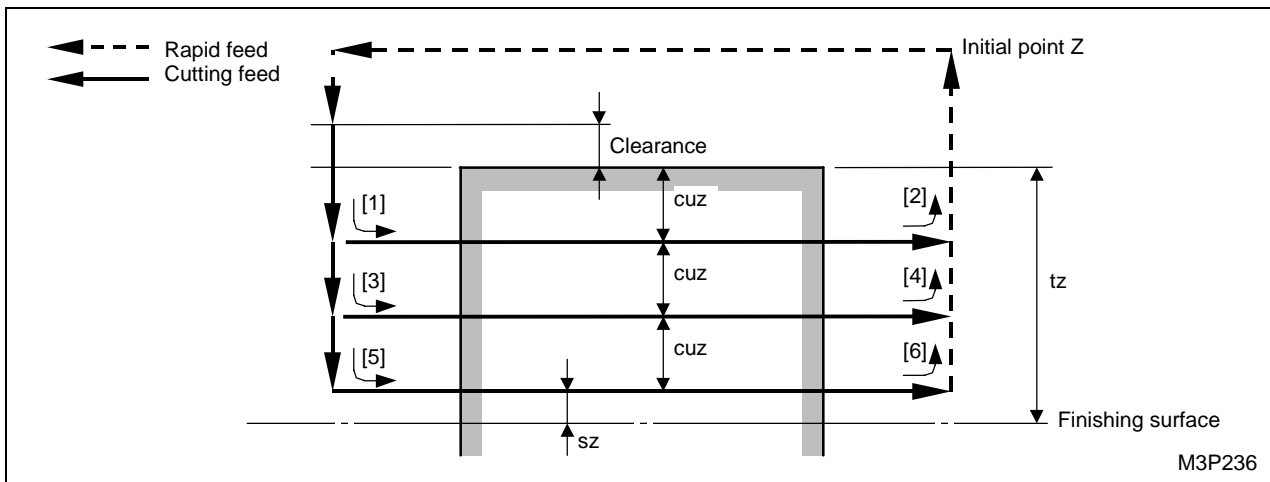 Rapid feed
Initial point Z
Cutting feed
Clearance
[1]
cuz
[2]
[3]
cuz
[4]
tz
[5]
cuz
[6]
sz
Finishing surface
M3P236